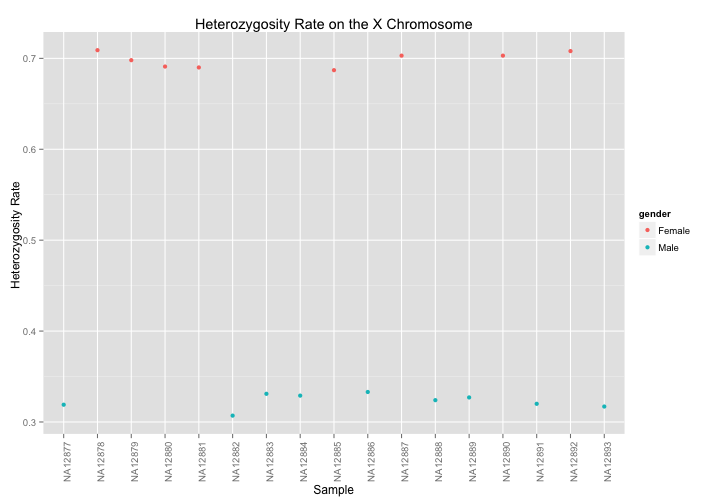 Heterozygosity Rate on the X Chromosome
Heterozygosity Rate
0.7
0.6
0.5
0.4
0.3
NA12877
NA12878
NA12879
NA12880
NA12881
NA12882
NA12883
NA12884
NA12885
NA12886
NA12887
NA12888
NA12889
NA12890
NA12891
NA12892
NA12893
Sample
gender
Female
Male